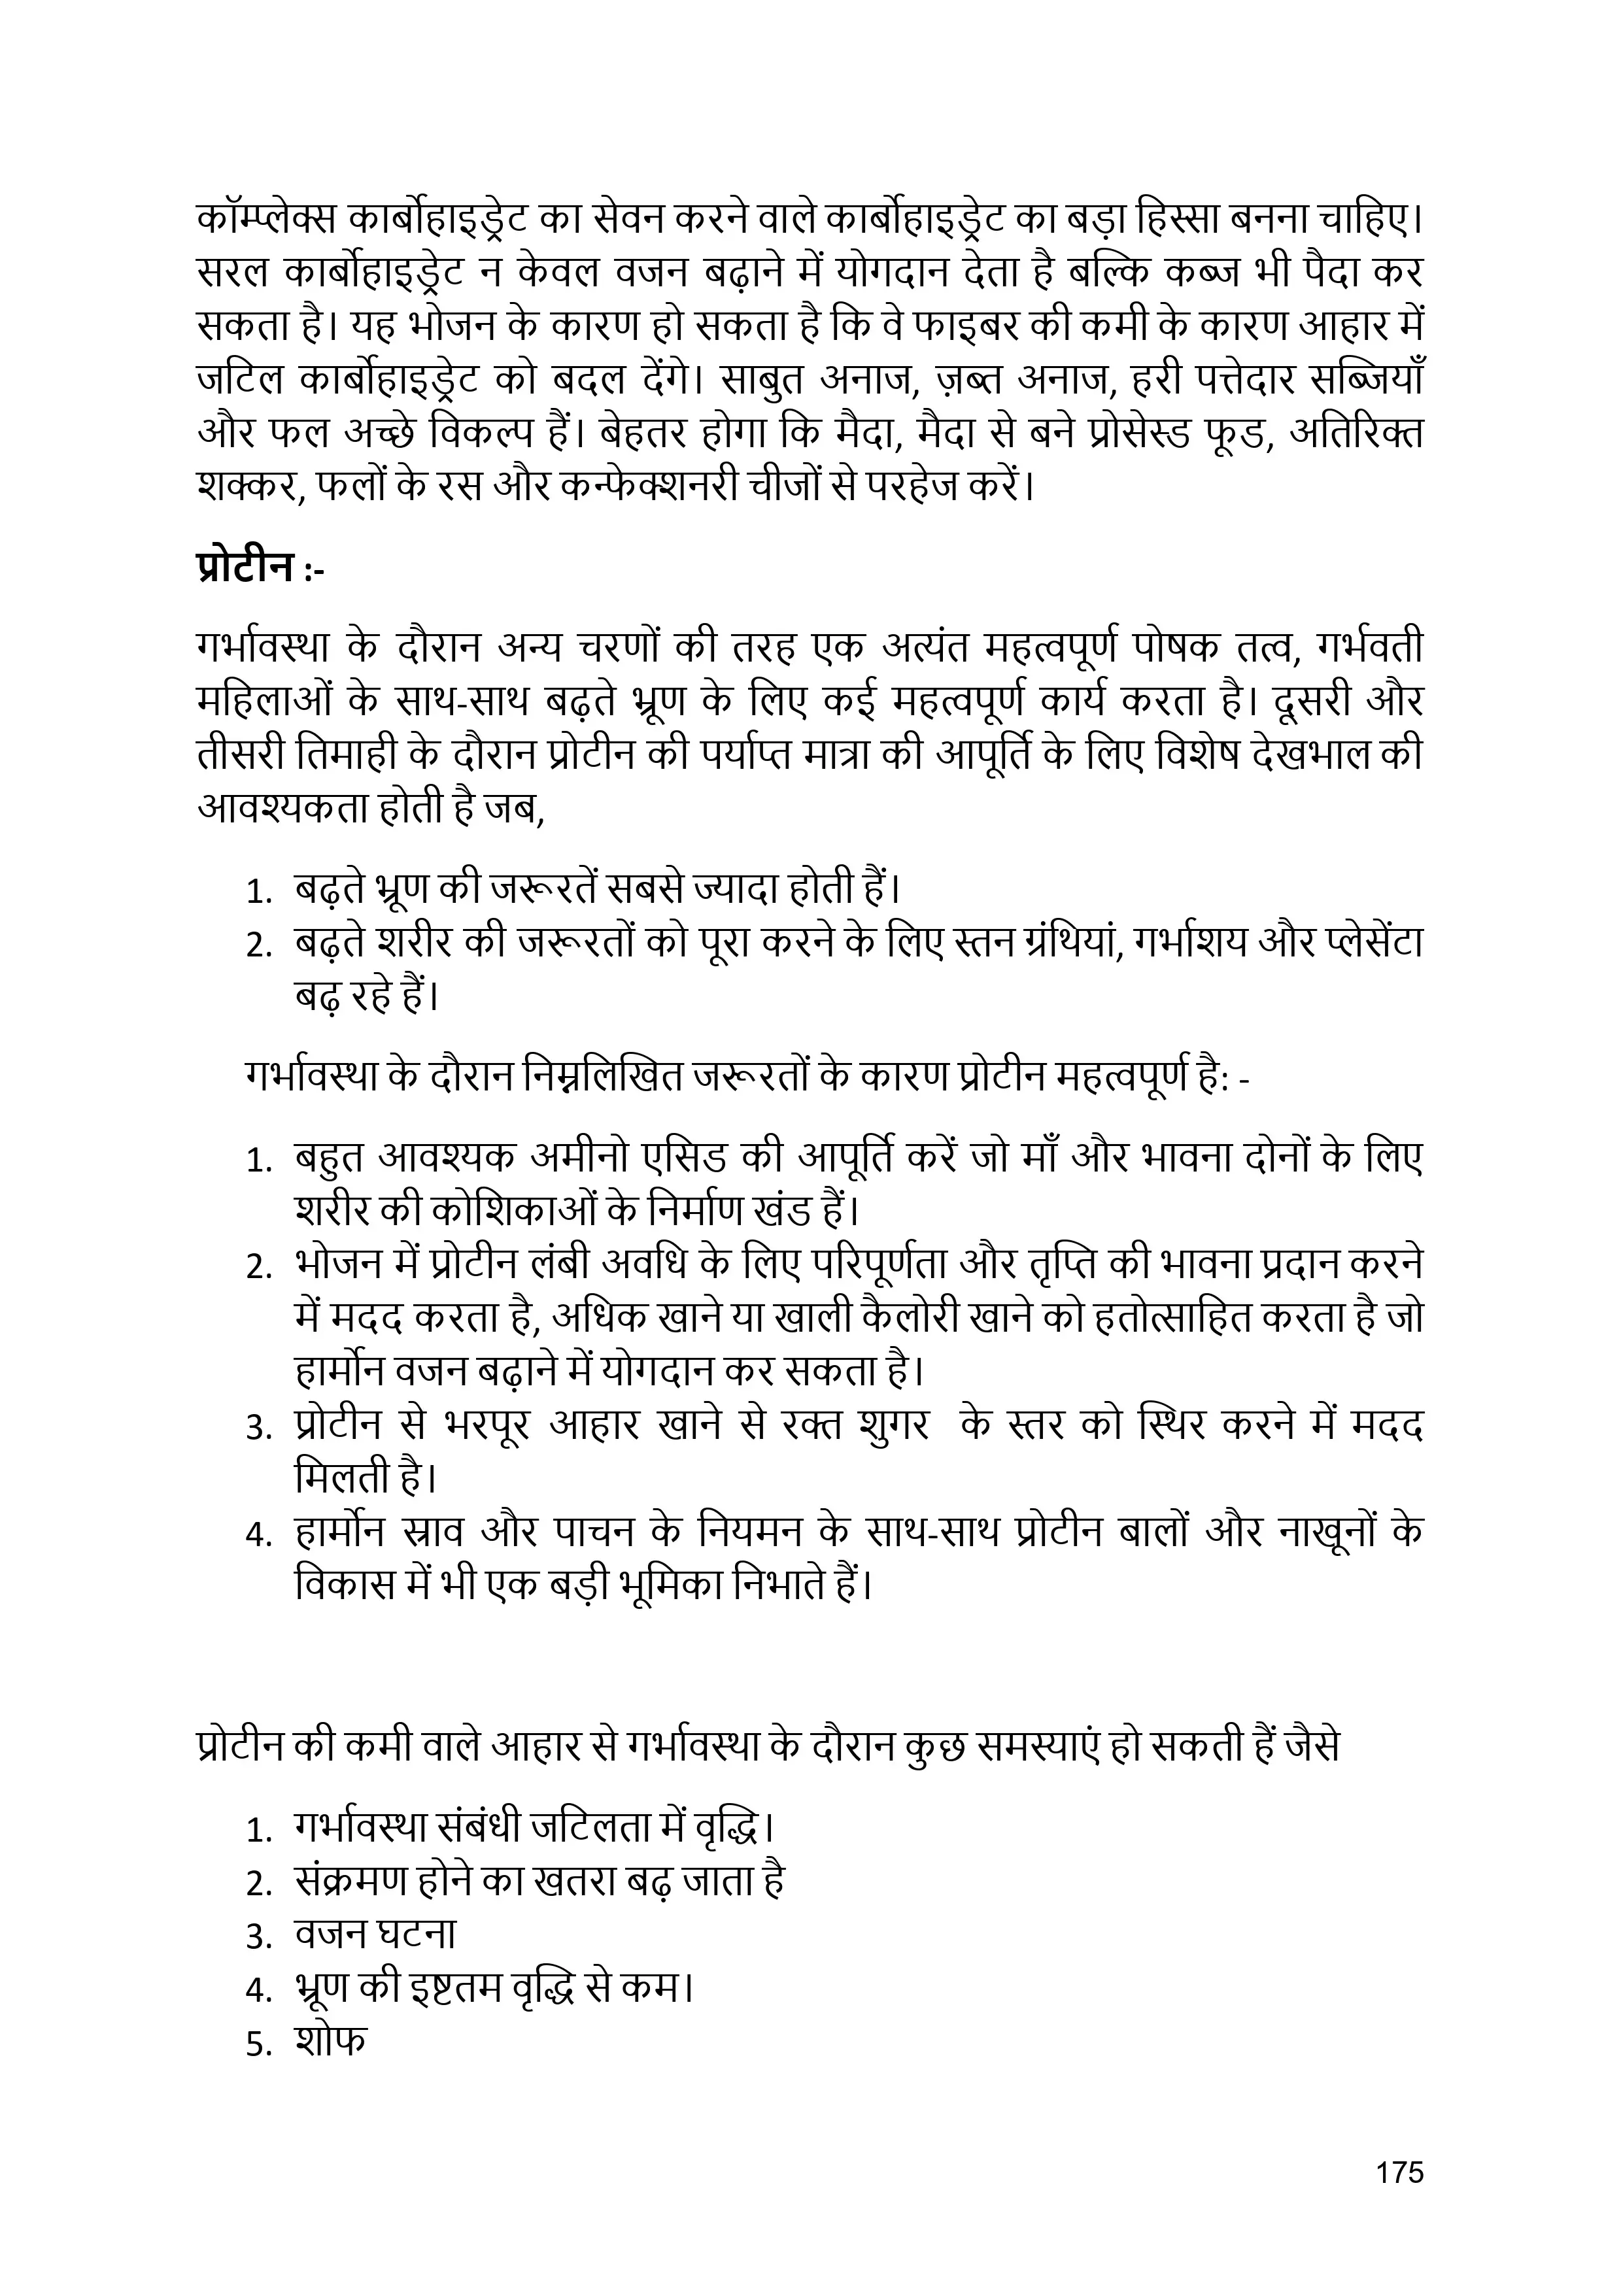 कॉम्प्लेक्स कार्बोहाइड्रेट का सेवन करने वाले कार्बोहाइड्रेट का बड़ा हिस्सा बनना चाहिए।
सरल कार्बोहाइड्रेट न केवल वजन बढ़ाने में योगदान देता है बल्कि कब्ज भी पैदा कर
सकता है। यह भोजन के कारण हो सकता है कि वे फाइबर की कमी के कारण आहार में
जटिल कार्बोहाइड्रेट को बदल देंगे। साबुत अनाज, ज़ब्त अनाज, हरी पत्तेदार सब्जियाँ
और फल अच्छे विकल्प हैं। बेहतर होगा कि मैदा, मैदा से बने प्रोसेस्ड फूड, अतिरिक्त
शक्कर, फलों के रस और कन्फेक्शनरी चीजों से परहेज करें।
प्रोटीन :-
गर्भावस्था के दौरान अन्य चरणों की तरह एक अत्यंत महत्वपूर्ण पोषक तत्व, गर्भवती
महिलाओं के साथ-साथ बढ़ते भ्रूण के लिए कई महत्वपूर्ण कार्य करता है। दूसरी और
तीसरी तिमाही के दौरान प्रोटीन की पर्याप्त मात्रा की आपूर्ति के लिए विशेष देखभाल की
आवश्यकता होती है जब,
1. बढ़ते भ्रूण की जरूरतें सबसे ज्यादा होती हैं।
2. बढ़ते शरीर की जरूरतों को पूरा करने के लिए स्तन ग्रंथियां, गर्भाशय और प्लेसेंटा
बढ़ रहे हैं।
गर्भावस्था के दौरान निम्नलिखित जरूरतों के कारण प्रोटीन महत्वपूर्ण है: -
1. बहुत आवश्यक अमीनो एसिड की आपूर्ति करें जो माँ और भावना दोनों के लिए
शरीर की कोशिकाओं के निर्माण खंड हैं।
2. भोजन में प्रोटीन लंबी अवधि के लिए परिपूर्णता और तृप्ति की भावना प्रदान करने
में मदद करता है, अधिक खाने या खाली कैलोरी खाने को हतोत्साहित करता है जो
हार्मोन वजन बढ़ाने में योगदान कर सकता है।
3. प्रोटीन से भरपूर आहार खाने से रक्त शुगर के स्तर को स्थिर करने में मदद
मिलती है।
4. हार्मोन स्राव और पाचन के नियमन के साथ-साथ प्रोटीन बालों और नाखूनों के
विकास में भी एक बड़ी भूमिका निभाते हैं।
प्रोटीन की कमी वाले आहार से गर्भावस्था के दौरान कुछ समस्याएं हो सकती हैं जैसे
1. गर्भावस्था संबंधी जटिलता में वृद्धि।
2. संक्रमण होने का खतरा बढ़ जाता है
3. वजन घटना
4. भ्रूण की इष्टतम वृद्धि से कम।
5. शोफ
175